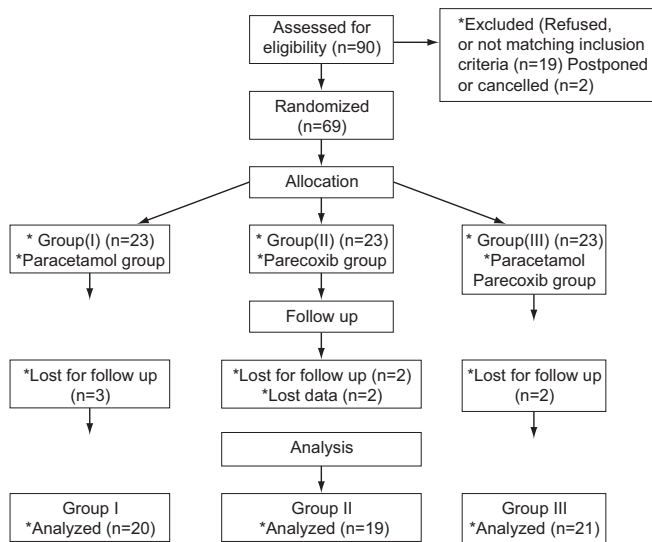 Assessed for
eligibility (n=90)
*Excluded (Refused,
or not matching inclusion
criteria (n=19) Postponed
or cancelled (n=2)
Randomized
(n=69)
Allocation
* Group(I) (n=23)
*Paracetamol group
* Group(II) (n=23)
*Parecoxib group
* Group(III) (n=23)
*Paracetamol
Parecoxib group
Follow up
*Lost for follow up
(n=3)
*Lost for follow up (n=2)
*Lost data (n=2)
*Lost for follow up
(n=2)
Analysis
Group I
*Analyzed (n=20)
Group II
*Analyzed (n=19)
Group III
*Analyzed (n=21)